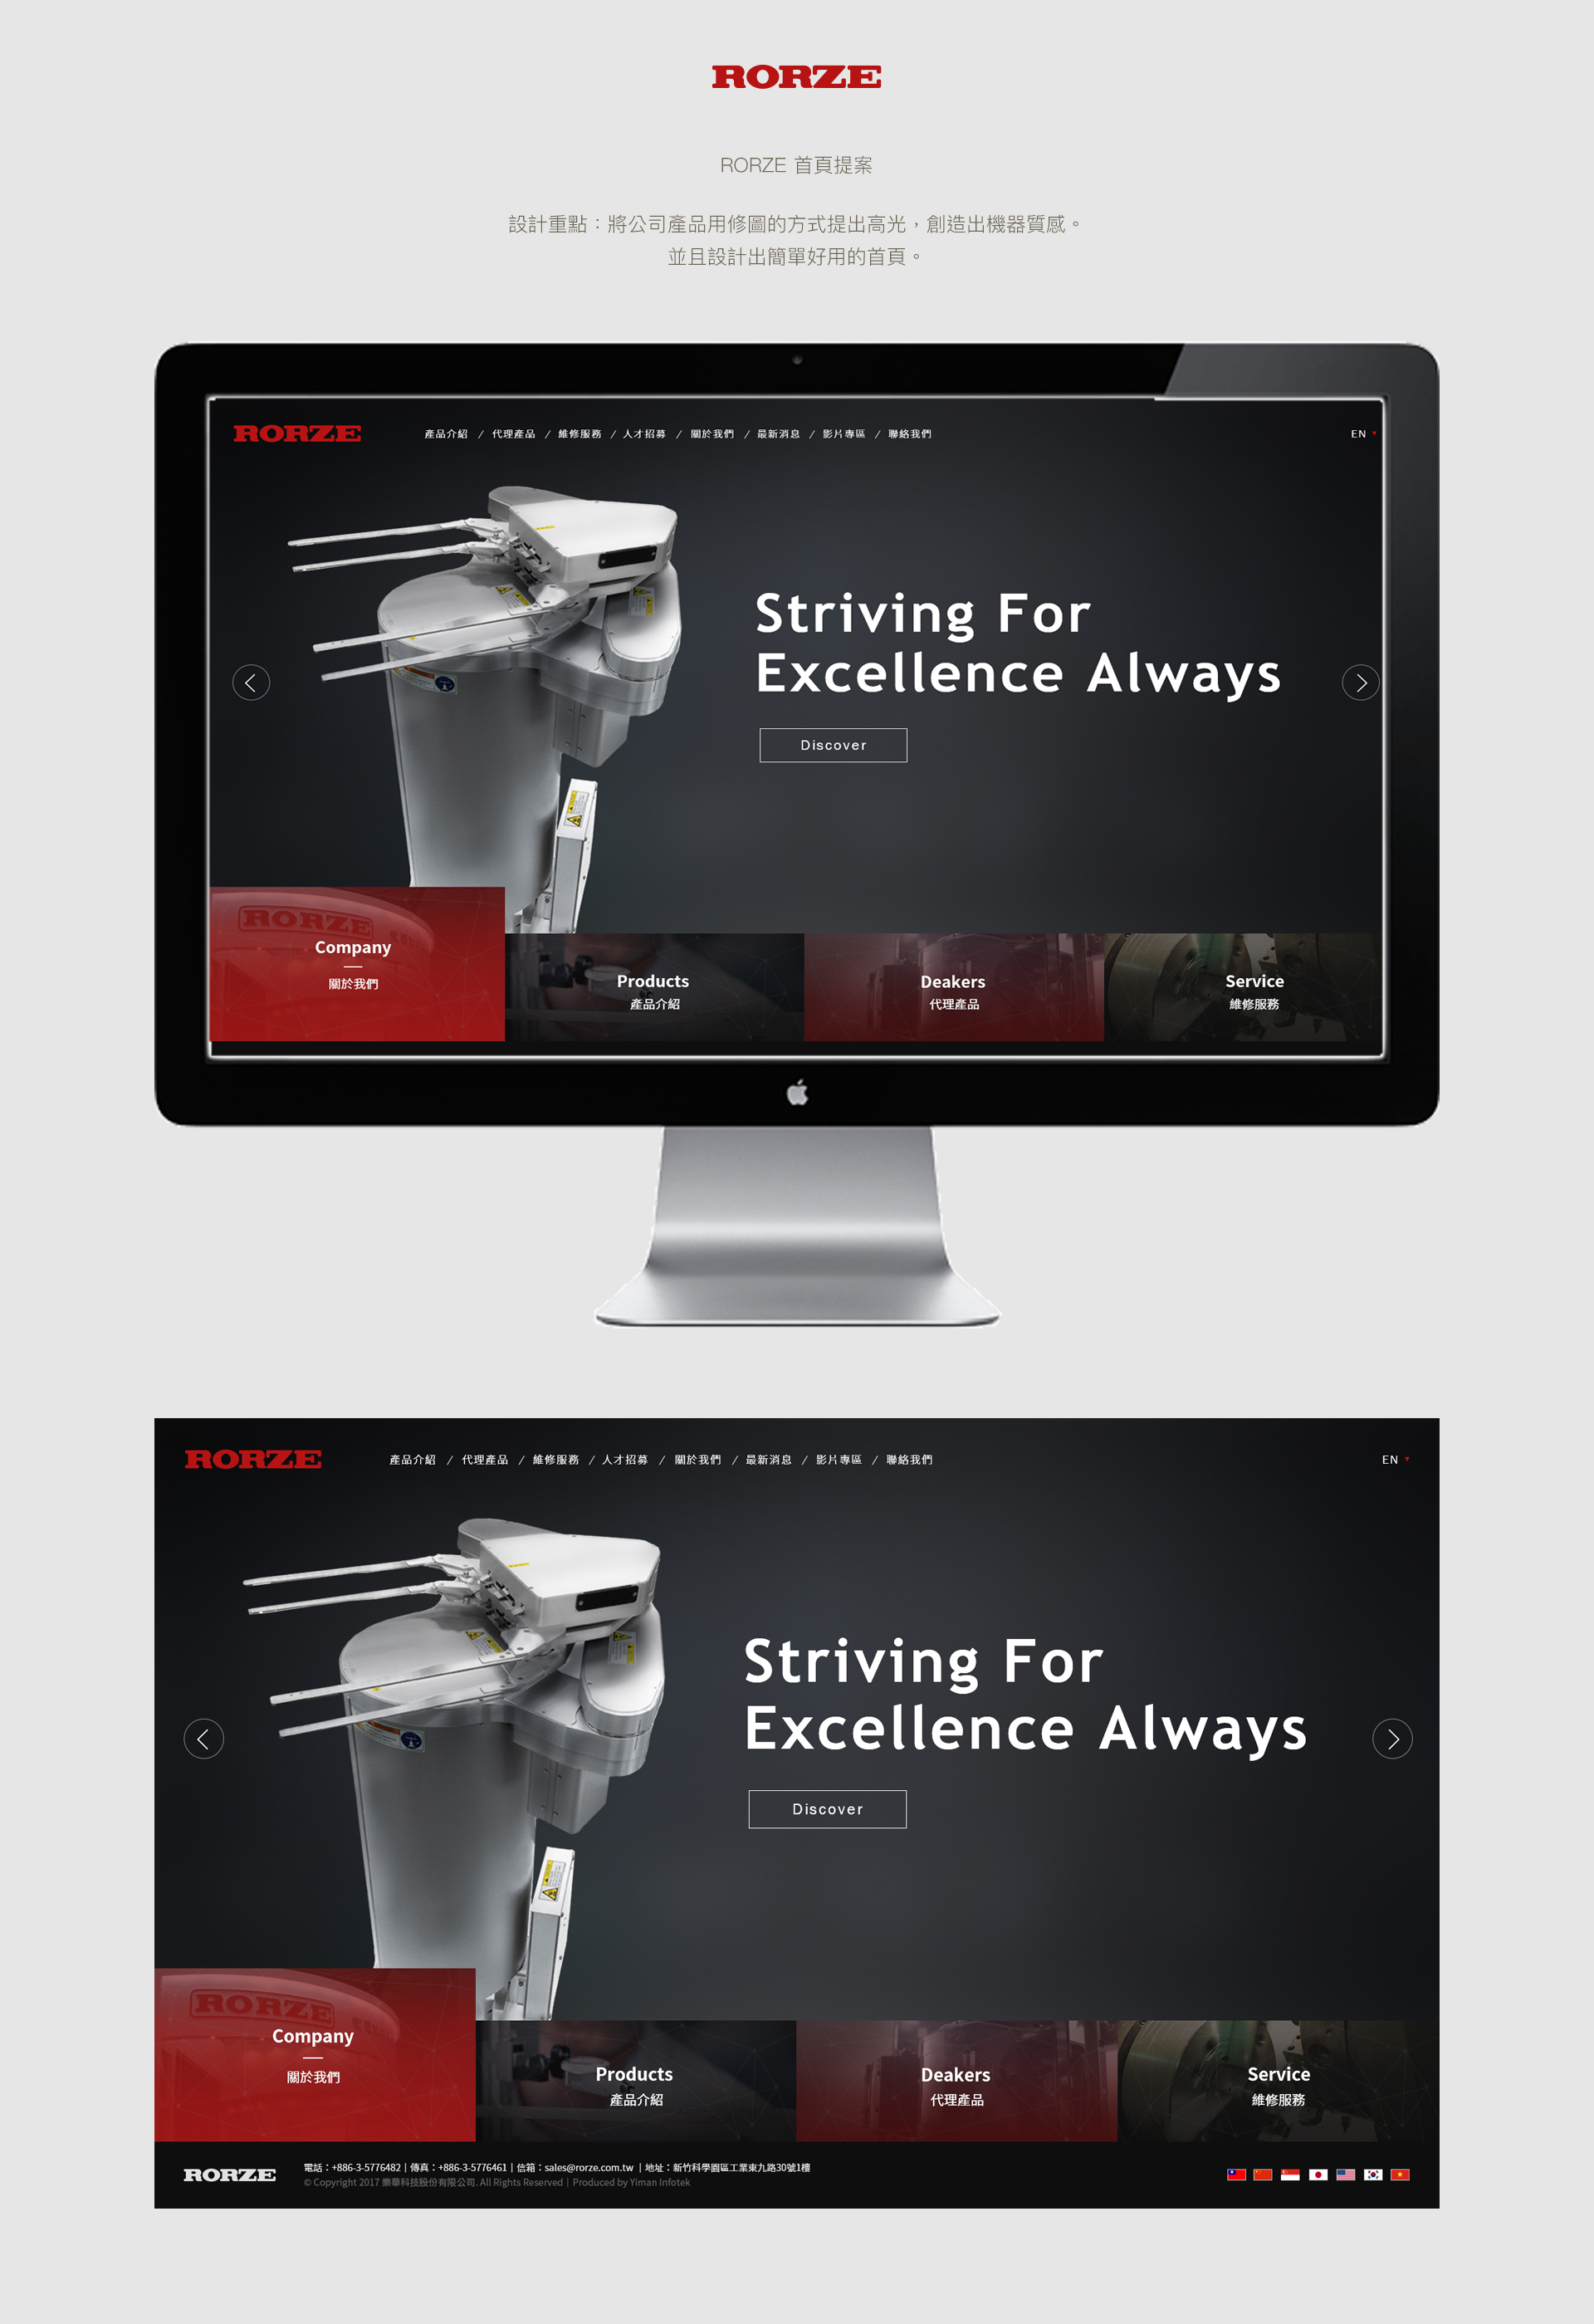 RORZE
RORZE 首頁提案
設計重點：將公司產品用修圖的方式提出高光，創造出機器質感。
並且設計出簡單好用的首頁。
RORZE
產品介紹 / 代理產品 / 維修服務 / 人才招募 / 關於我們 / 最新消息 / 影片專區 / 聯絡我們
EN
Striving For
Excellence Always
Discover
RORZE
Company
關於我們
Products
產品介紹
Deakers
代理產品
Service
維修服務
RORZE
產品介紹 / 代理產品 / 維修服務 / 人才招募 / 關於我們 / 最新消息 / 影片專區 / 聯絡我們
EN
Striving For
Excellence Always
Discover
RORZE
Company
關於我們
Products
產品介紹
Deakers
代理產品
Service
維修服務
RORZE
電話：+886-3-5776482 | 傳真：+886-3-5776461 | 信箱：sales@rorze.com.tw | 地址：新竹科學園區工業東九路30號1樓
© Copyright 2017 樂華科技股份有限公司. All Rights Reserved | Produced by Yiman Infotek